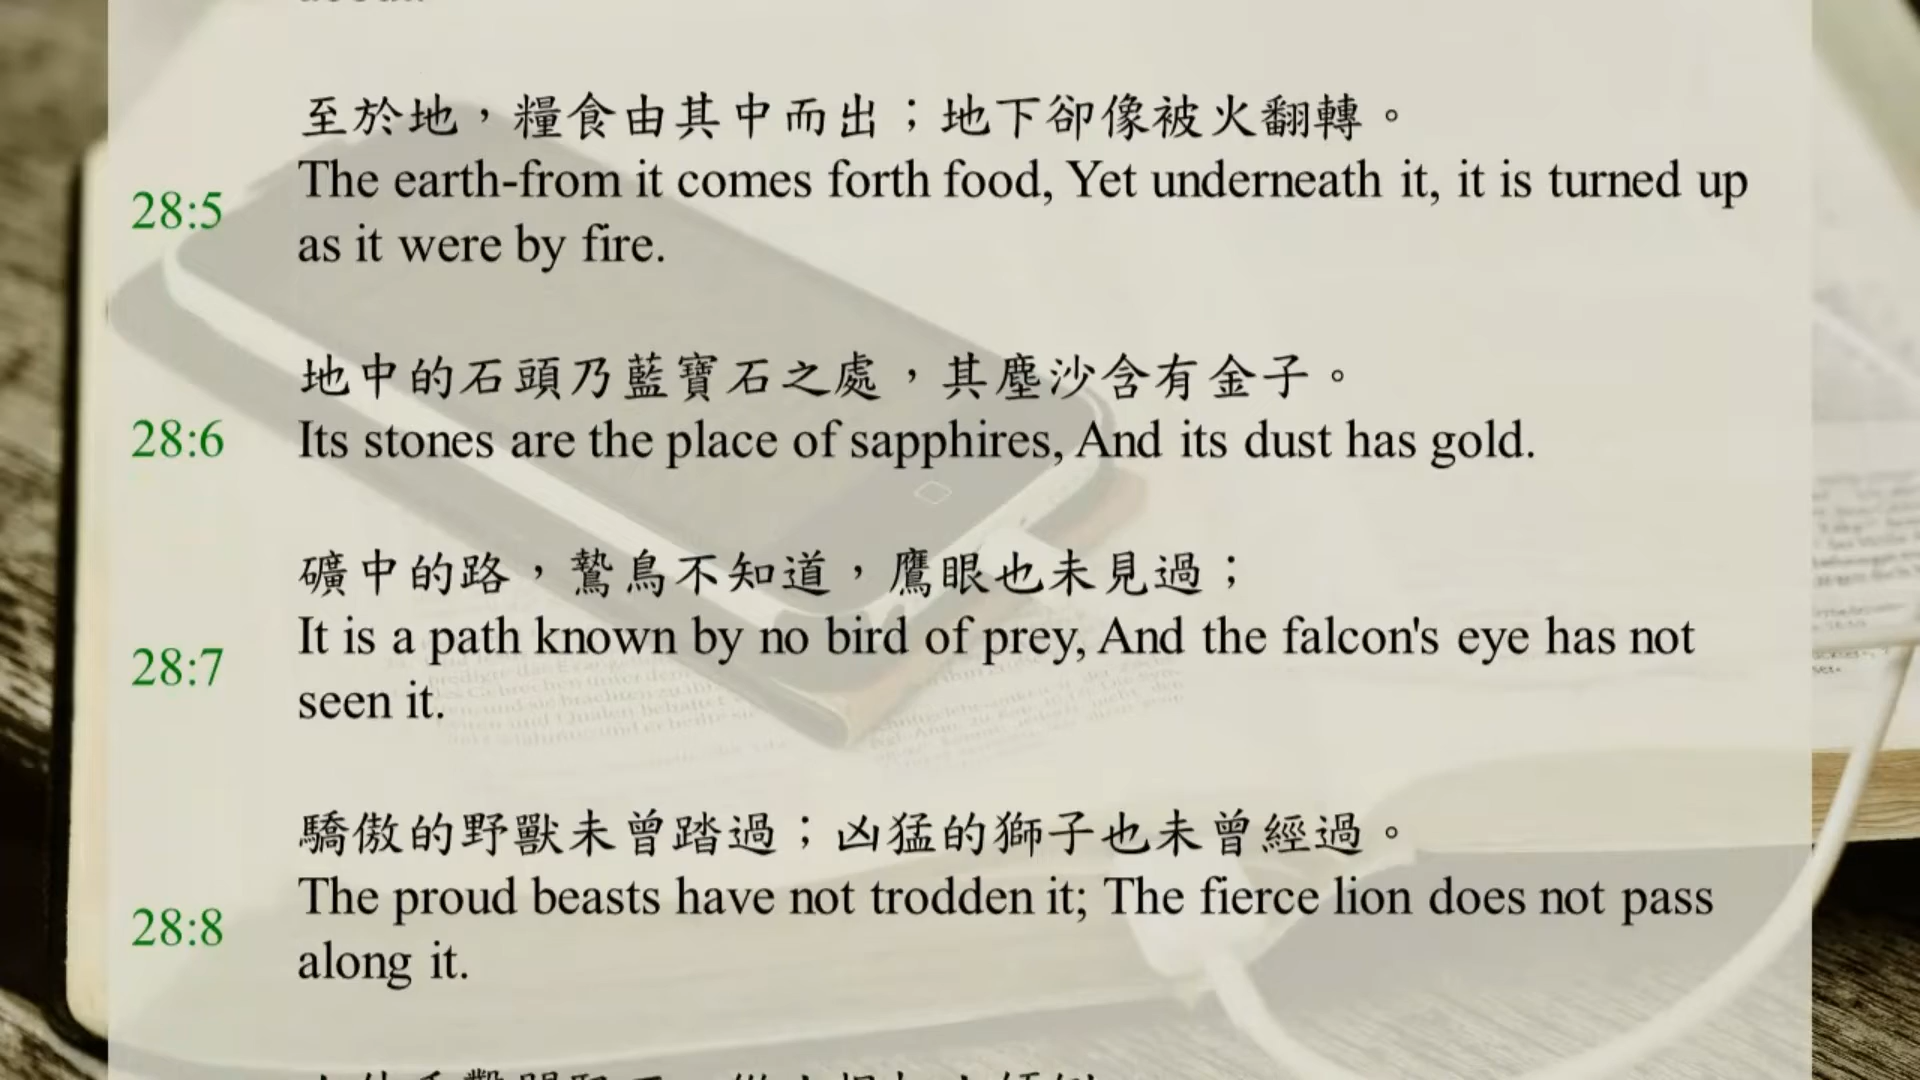 至於地，糧食由其中而出；地下卻像被火翻轉。
28:5
The earth-from it comes forth food, Yet underneath it, it is turned up
as it were by fire.
地中的石頭乃藍寶石之處，其塵沙含有金子。
28:6
Its stones are the place of sapphires, And its dust has gold.
礦中的路，鷙鳥不知道，鷹眼也未見過；
28:7
It is a path known by no bird of prey, And the falcon's eye has not
seen it.
驕傲的野獸未曾踏過；凶猛的獅子也未曾經過。
28:8
The proud beasts have not trodden it; The fierce lion does not pass
along it.